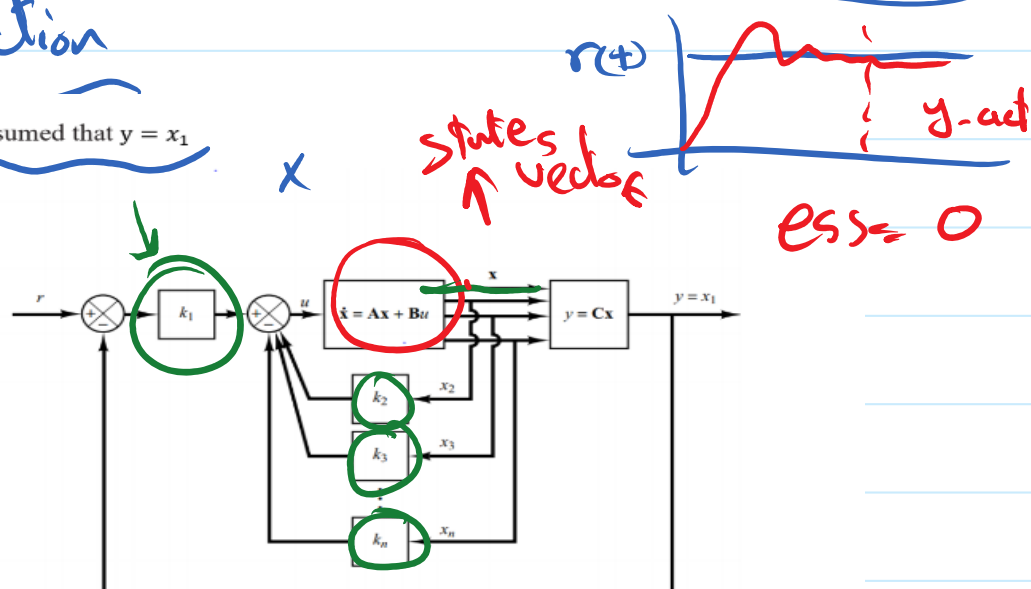 tion
r(t)
sumed that y = x₁
x
states
vector
y-act
ess = 0
r
+
−
k₁
+
−
u
ẋ = Ax + Bu
x
y = Cx
y = x₁
k₂
x₂
k₃
x₃
⋮
kₙ
xₙ